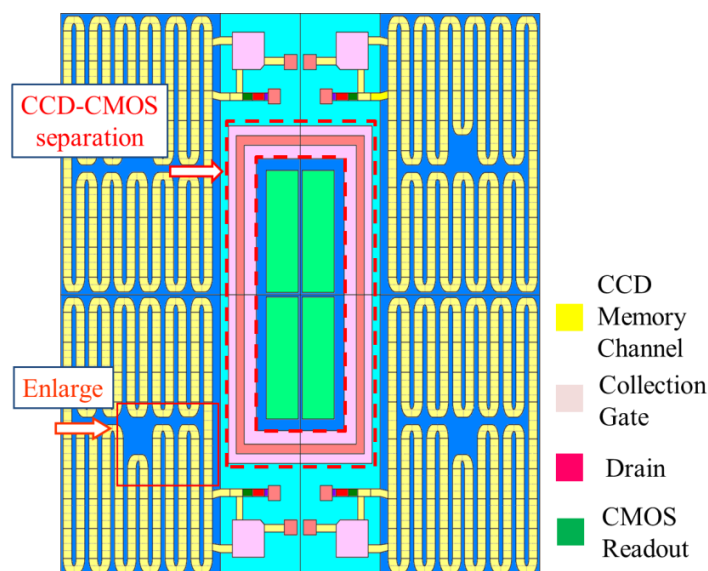 CCD-CMOS
separation
Enlarge
CCD
Memory
Channel
Collection
Gate
Drain
CMOS
Readout